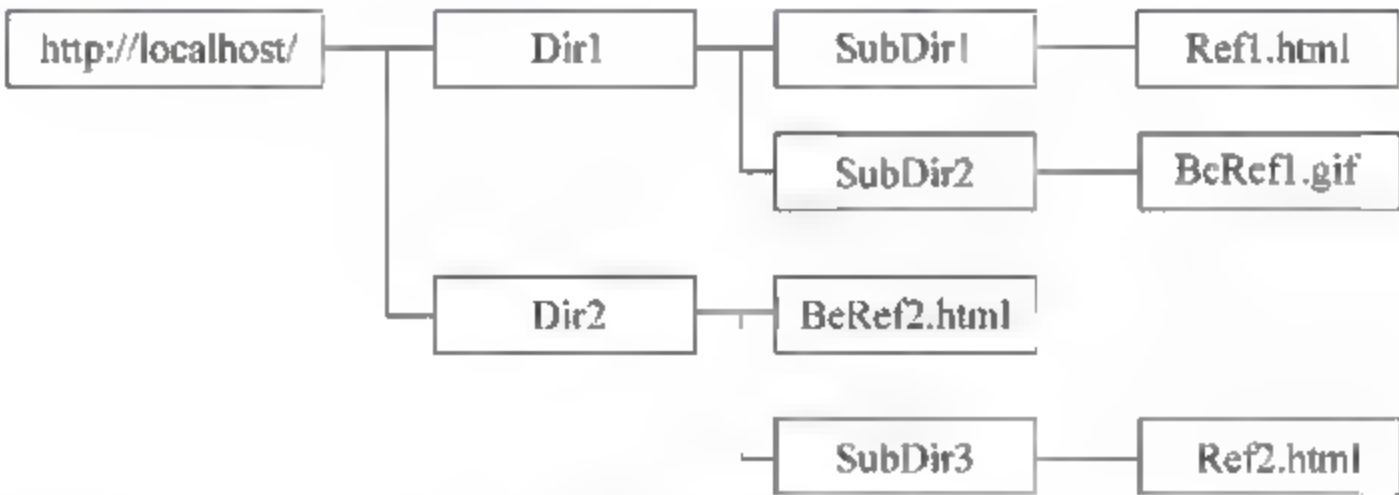 http://localhost/
Dir1
SubDir1
Ref1.html
SubDir2
BeRef1.gif
Dir2
BeRef2.html
SubDir3
Ref2.html